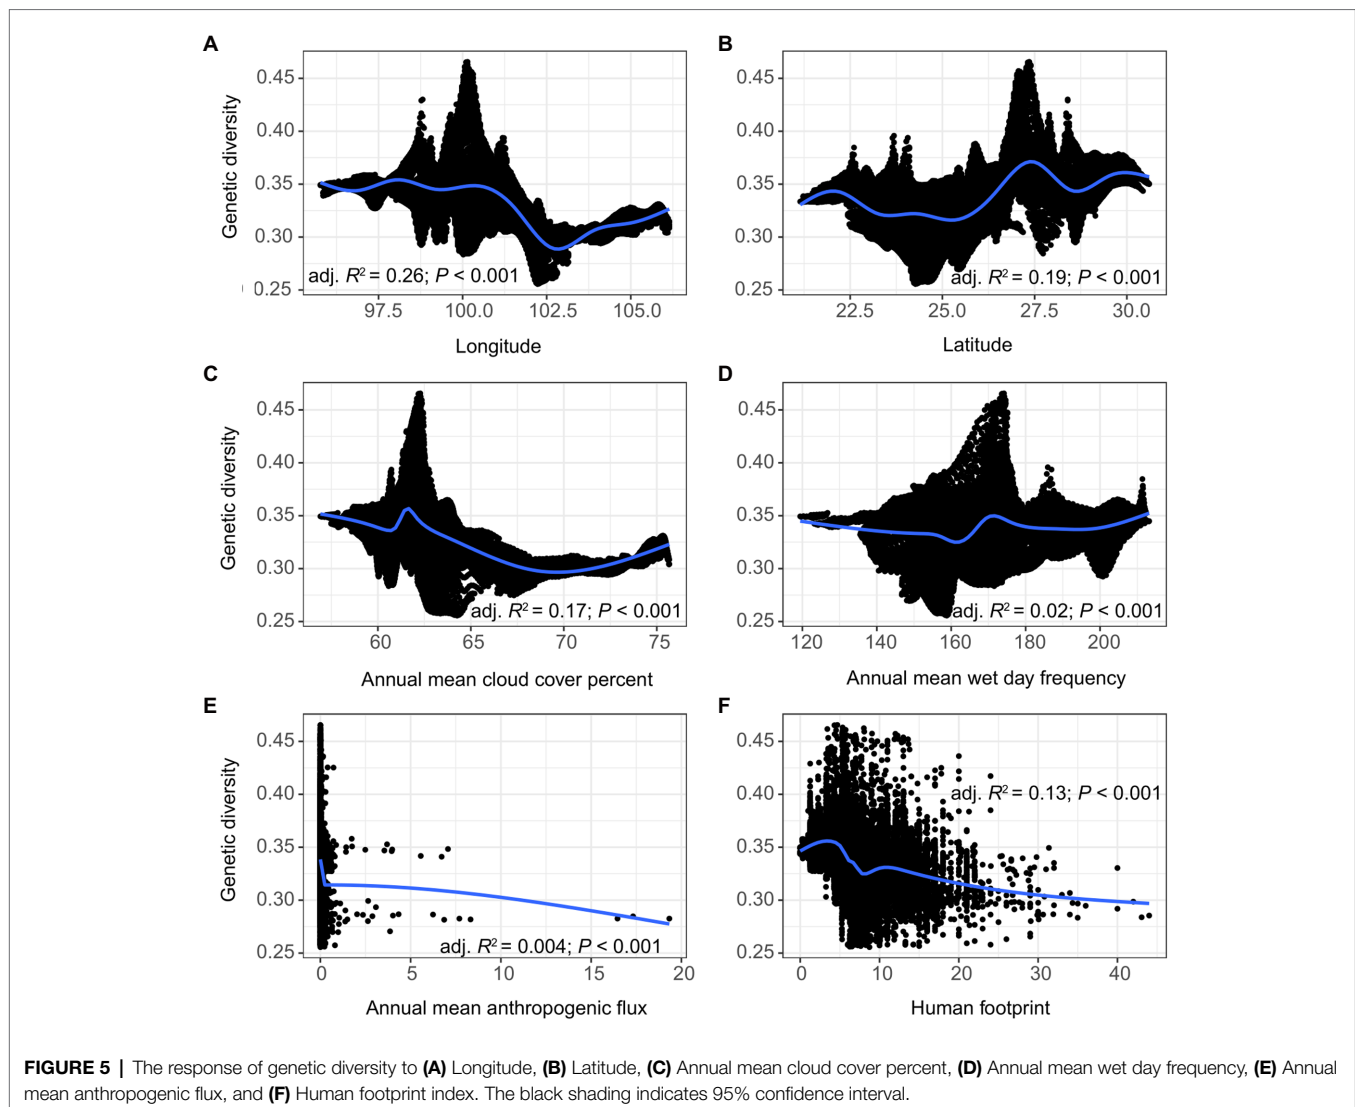 A
B
Genetic diversity
0.45
0.40
0.35
0.30
0.25
adj. R² = 0.26; P < 0.001
97.5 100.0 102.5 105.0
Longitude
0.45
0.40
0.35
0.30
0.25
adj. R² = 0.19; P < 0.001
22.5 25.0 27.5 30.0
Latitude
C
D
Genetic diversity
0.45
0.40
0.35
0.30
0.25
adj. R² = 0.17; P < 0.001
60 65 70 75
Annual mean cloud cover percent
0.45
0.40
0.35
0.30
0.25
adj. R² = 0.02; P < 0.001
120 140 160 180 200
Annual mean wet day frequency
E
F
Genetic diversity
0.45
0.40
0.35
0.30
0.25
adj. R² = 0.004; P < 0.001
0 5 10 15 20
Annual mean anthropogenic flux
0.45
0.40
0.35
0.30
0.25
adj. R² = 0.13; P < 0.001
0 10 20 30 40
Human footprint
FIGURE 5 | The response of genetic diversity to (A) Longitude, (B) Latitude, (C) Annual mean cloud cover percent, (D) Annual mean wet day frequency, (E) Annual
mean anthropogenic flux, and (F) Human footprint index. The black shading indicates 95% confidence interval.